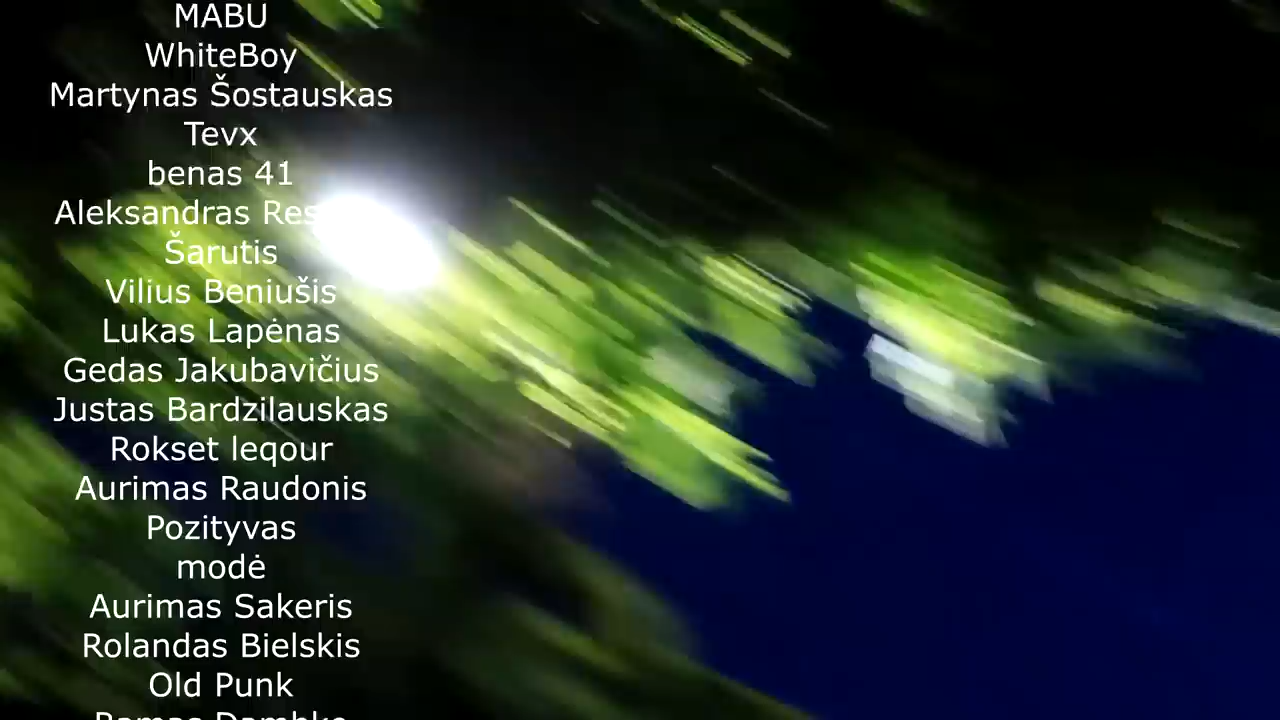 MABU
WhiteBoy
Martynas Šostauskas
Tevx
benas 41
Aleksandras
Šarutis
Vilius Beniušis
Lukas Lapėnas
Gedas Jakubavičius
Justas Bardzilauskas
Rokset leqour
Aurimas Raudonis
Pozityvas
modė
Aurimas Sakeris
Rolandas Bielskis
Old Punk